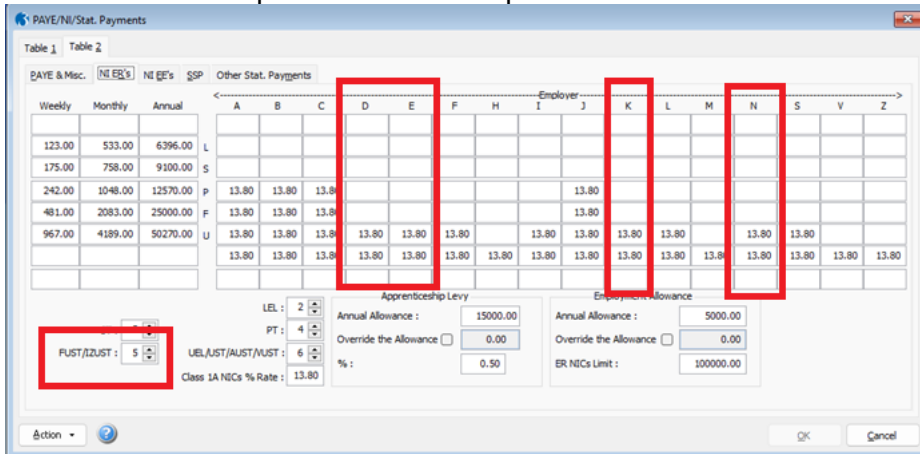 PAYE/NI/Stat. Payments
Table 1 Table 2
PAYE & Misc. NI ER's NI EE's SSP Other Stat. Payments
<------Employer------>
Weekly Monthly Annual A B C D E F H I J K L M N S V Z
123.00 533.00 6396.00 L
175.00 758.00 9100.00 S
242.00 1048.00 12570.00 P 13.80 13.80 13.80 13.80
481.00 2083.00 25000.00 F 13.80 13.80 13.80 13.80
967.00 4189.00 50270.00 U 13.80 13.80 13.80 13.80 13.80 13.80 13.80 13.80 13.80 13.80 13.80 13.80
13.80 13.80 13.80 13.80 13.80 13.80 13.80 13.80 13.80 13.80 13.80 13.80 13.80 13.80 13.80 13.80
Apprenticeship Levy Employment Allowance
LEL : 2 Annual Allowance : 15000.00 Annual Allowance : 5000.00
PT : 4 Override the Allowance 0.00 Override the Allowance 0.00
FUST/IZUST : 5 UEL/UST/AUST/VUST : 6 % : 0.50 ER NICs Limit : 100000.00
Class 1A NICs % Rate : 13.80
Action OK Cancel